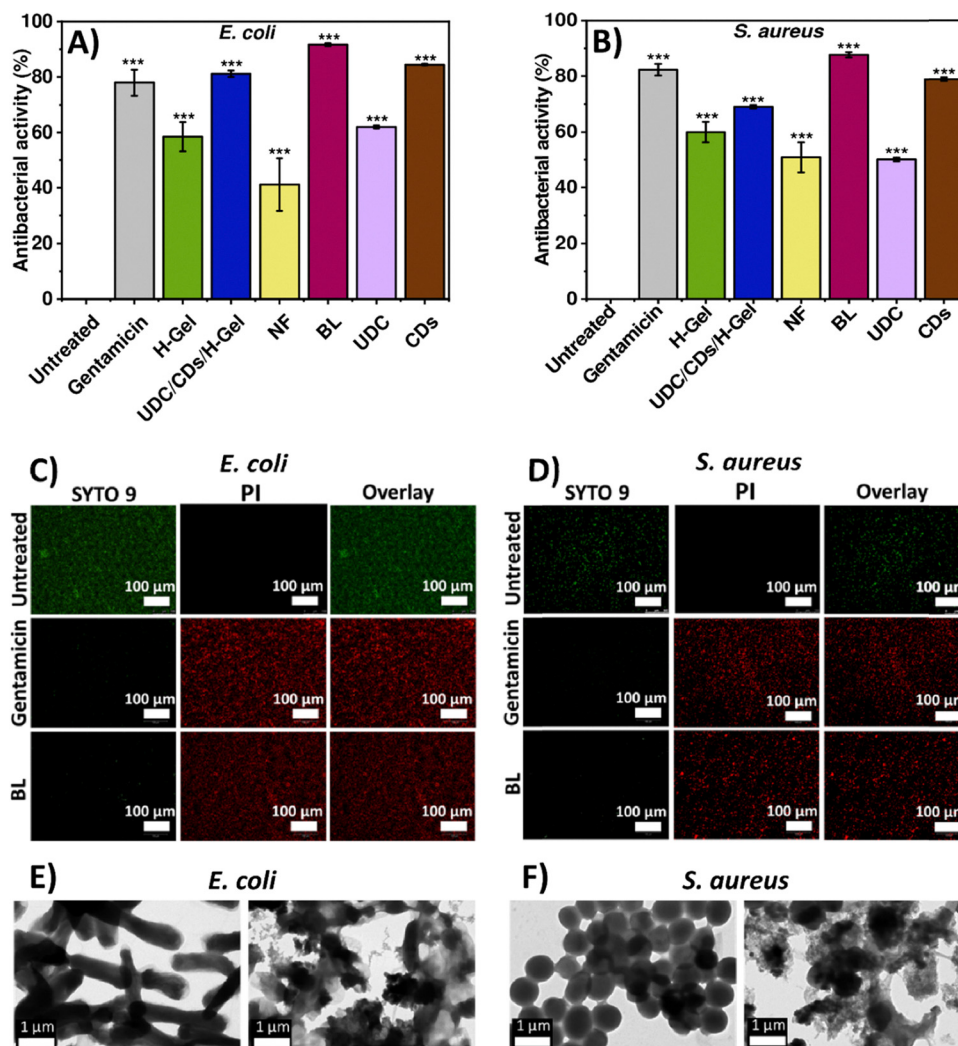 A)
E. coli
Antibacterial activity (%)
100
80
60
40
20
0
***
***
***
***
***
***
***
Untreated
Gentamicin
H-Gel
UDC/CDs/H-Gel
NF
BL
UDC
CDs
B)
S. aureus
Antibacterial activity (%)
100
80
60
40
20
0
***
***
***
***
***
***
***
Untreated
Gentamicin
H-Gel
UDC/CDs/H-Gel
NF
BL
UDC
CDs
C)
E. coli
SYTO 9
PI
Overlay
Untreated
100 µm
100 µm
100 µm
Gentamicin
100 µm
100 µm
100 µm
BL
100 µm
100 µm
100 µm
D)
S. aureus
SYTO 9
PI
Overlay
Untreated
100 µm
100 µm
100 µm
Gentamicin
100 µm
100 µm
100 µm
BL
100 µm
100 µm
100 µm
E)
E. coli
1 µm
1 µm
F)
S. aureus
1 µm
1 µm